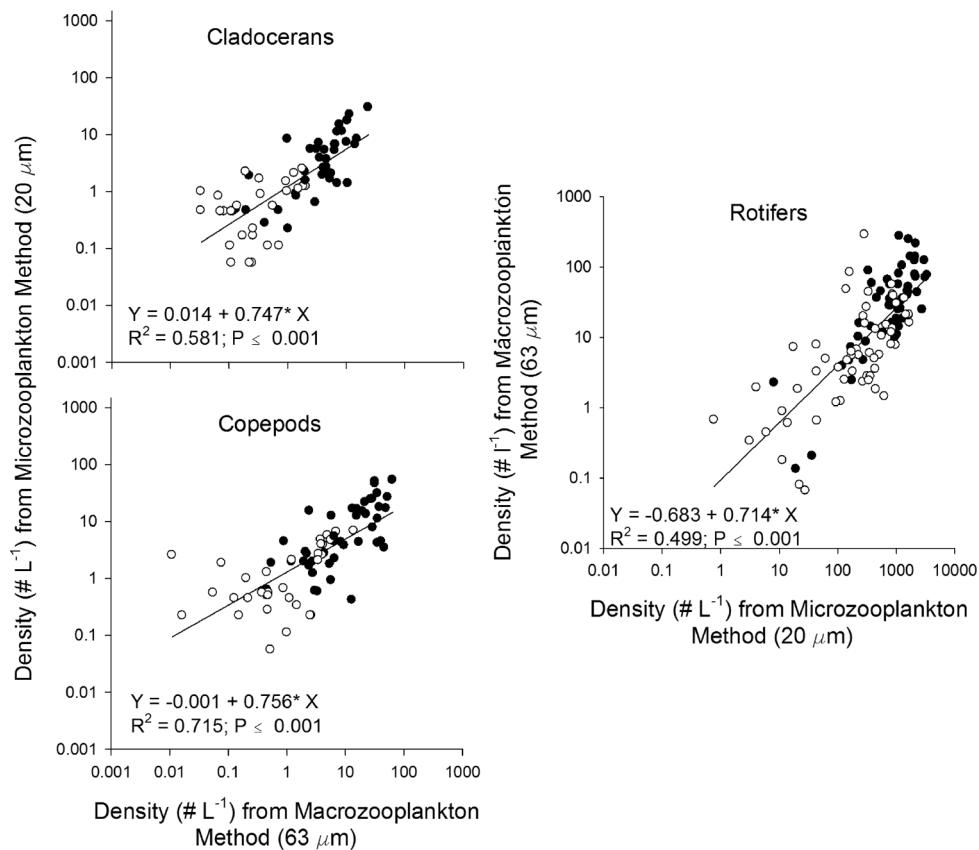 Cladocerans
1000
100
10
1
0.1
0.01
0.001
Y = 0.014 + 0.747* X
R² = 0.581; P ≤ 0.001
Density (# L⁻¹) from Microzooplankton Method (20 μm)
Copepods
1000
100
10
1
0.1
0.01
0.001
Y = -0.001 + 0.756* X
R² = 0.715; P ≤ 0.001
0.001 0.01 0.1 1 10 100 1000
Density (# L⁻¹) from Macrozooplankton
Method (63 μm)
Rotifers
1000
100
10
1
0.1
0.01
Density (# l⁻¹) from Mácrozooplánktón
Method (63 μm)
Y = -0.683 + 0.714* X
R² = 0.499; P ≤ 0.001
0.01 0.1 1 10 100 1000 10000
Density (# L⁻¹) from Microzooplankton
Method (20 μm)